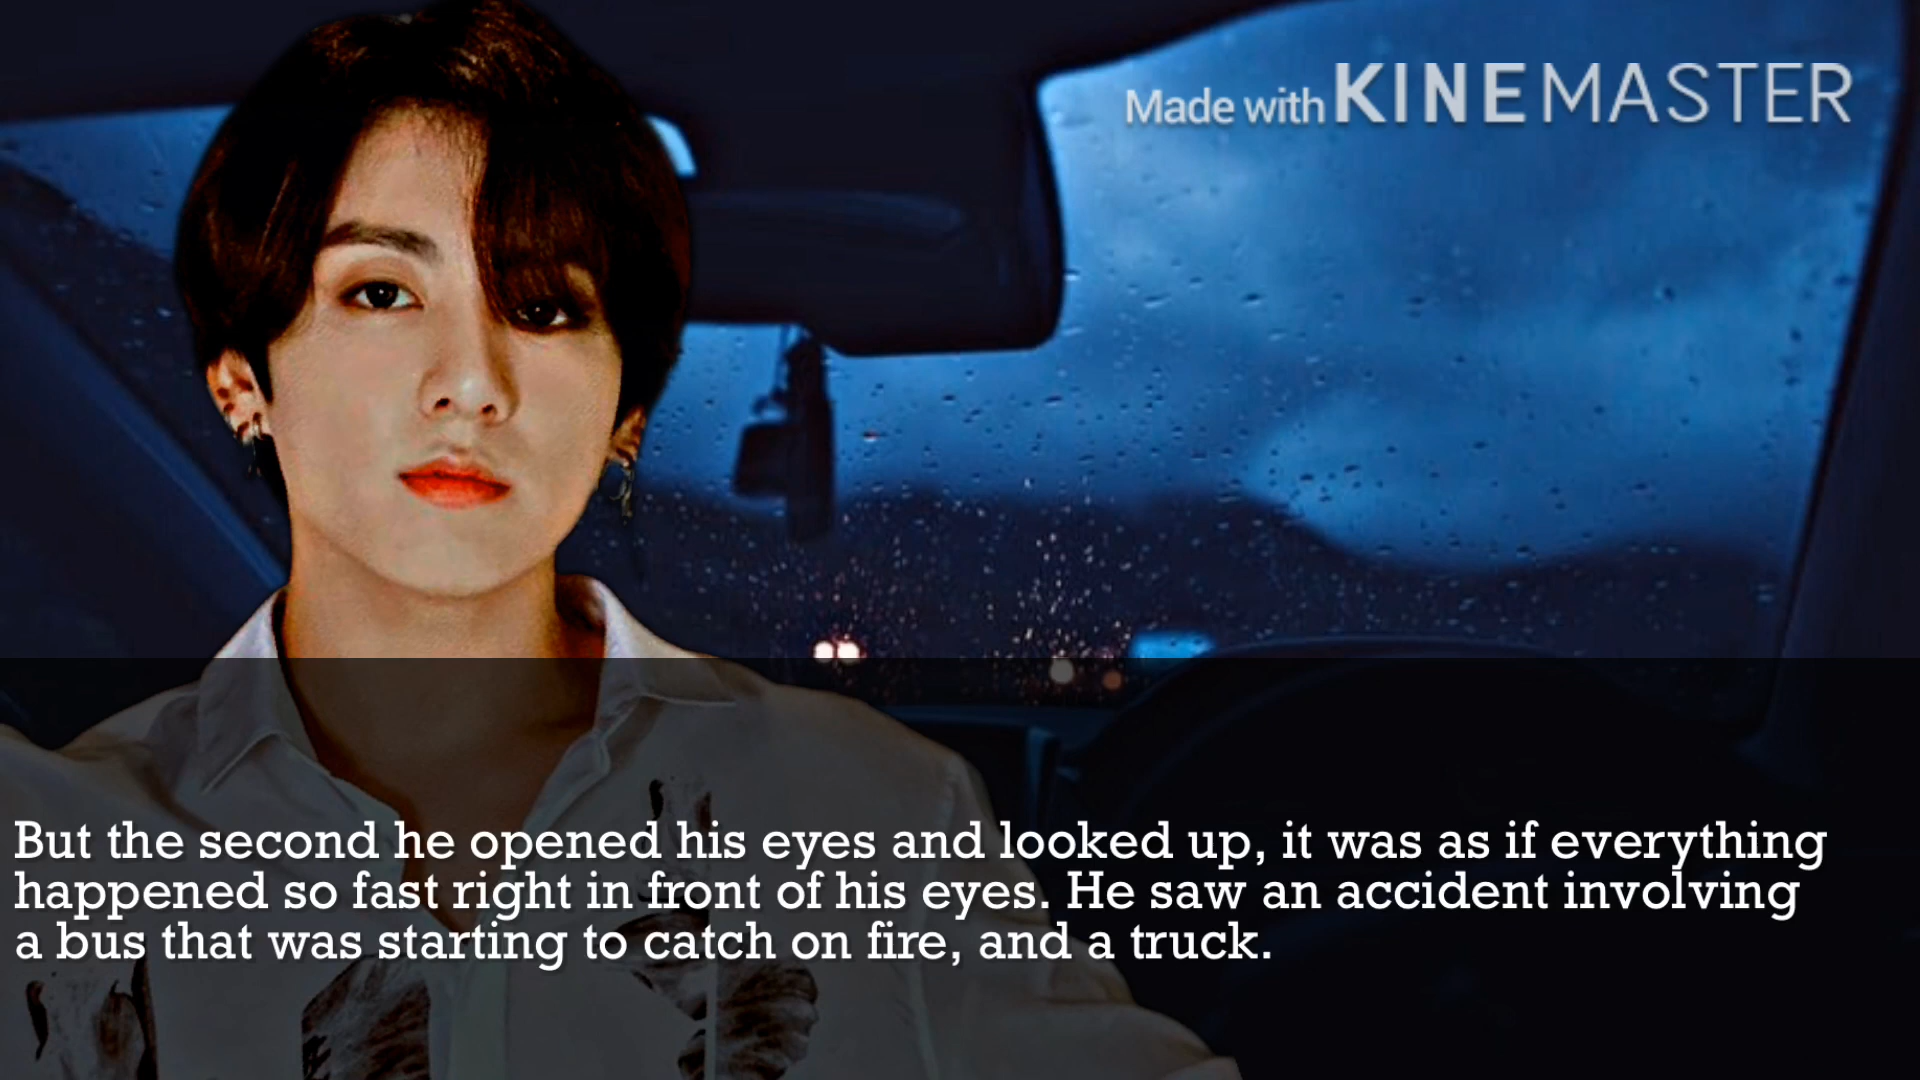 Made with KINEMASTER
But the second he opened his eyes and looked up, it was as if everything
happened so fast right in front of his eyes. He saw an accident involving
a bus that was starting to catch on fire, and a truck.